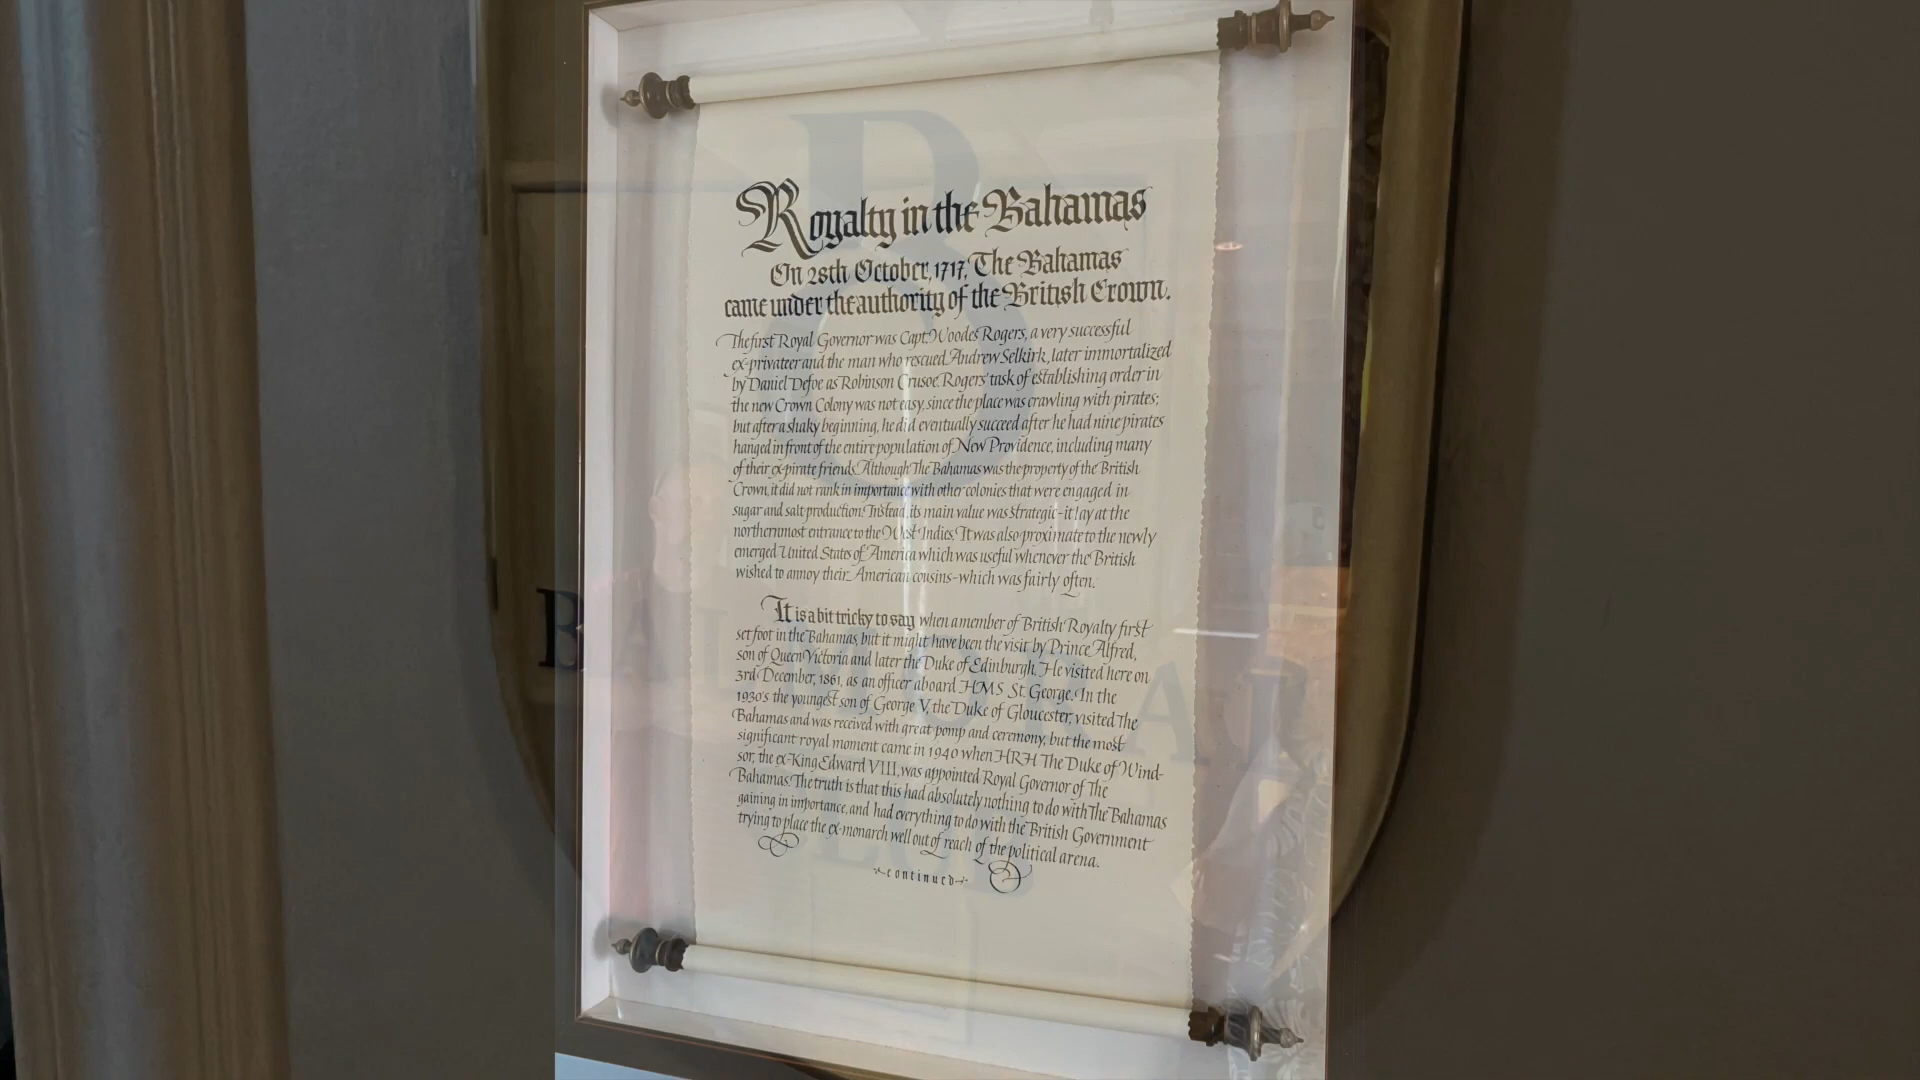 Royalty in the Bahamas
On 28th October, 1717, The Bahamas
came under the authority of the British Crown.
The first Royal Governor was Capt. Woodes Rogers, a very successful
ex-privateer and the man who rescued Andrew Selkirk, later immortalized
by Daniel Defoe as Robinson Crusoe. Rogers' task of establishing order in
the new Crown Colony was not easy, since the place was crawling with pirates;
but after a shaky beginning, he did eventually succeed after he had nine pirates
hanged in front of the entire population of New Providence, including many
of their ex-pirate friends. Although The Bahamas was the property of the British
Crown, it did not rank in importance with other colonies that were engaged in
sugar and salt production. Instead, its main value was strategic - it lay at the
northernmost entrance to the West Indies. It was also proximate to the newly
emerged United States of America which was useful whenever the British
wished to annoy their American cousins - which was fairly often.
It is a bit tricky to say when a member of British Royalty first
set foot in the Bahamas, but it might have been the visit by Prince Alfred,
son of Queen Victoria and later the Duke of Edinburgh. He visited here on
3rd December, 1861, as an officer aboard HMS St. George. In the
1930's the youngest son of George V, the Duke of Gloucester, visited The
Bahamas and was received with great pomp and ceremony, but the most
significant royal moment came in 1940 when HRH The Duke of Wind-
sor, the ex-King Edward VIII, was appointed Royal Governor of The
Bahamas. The truth is that this had absolutely nothing to do with The Bahamas
gaining in importance, and had everything to do with the British Government
trying to place the ex-monarch well out of reach of the political arena.
continued
BALMORAL